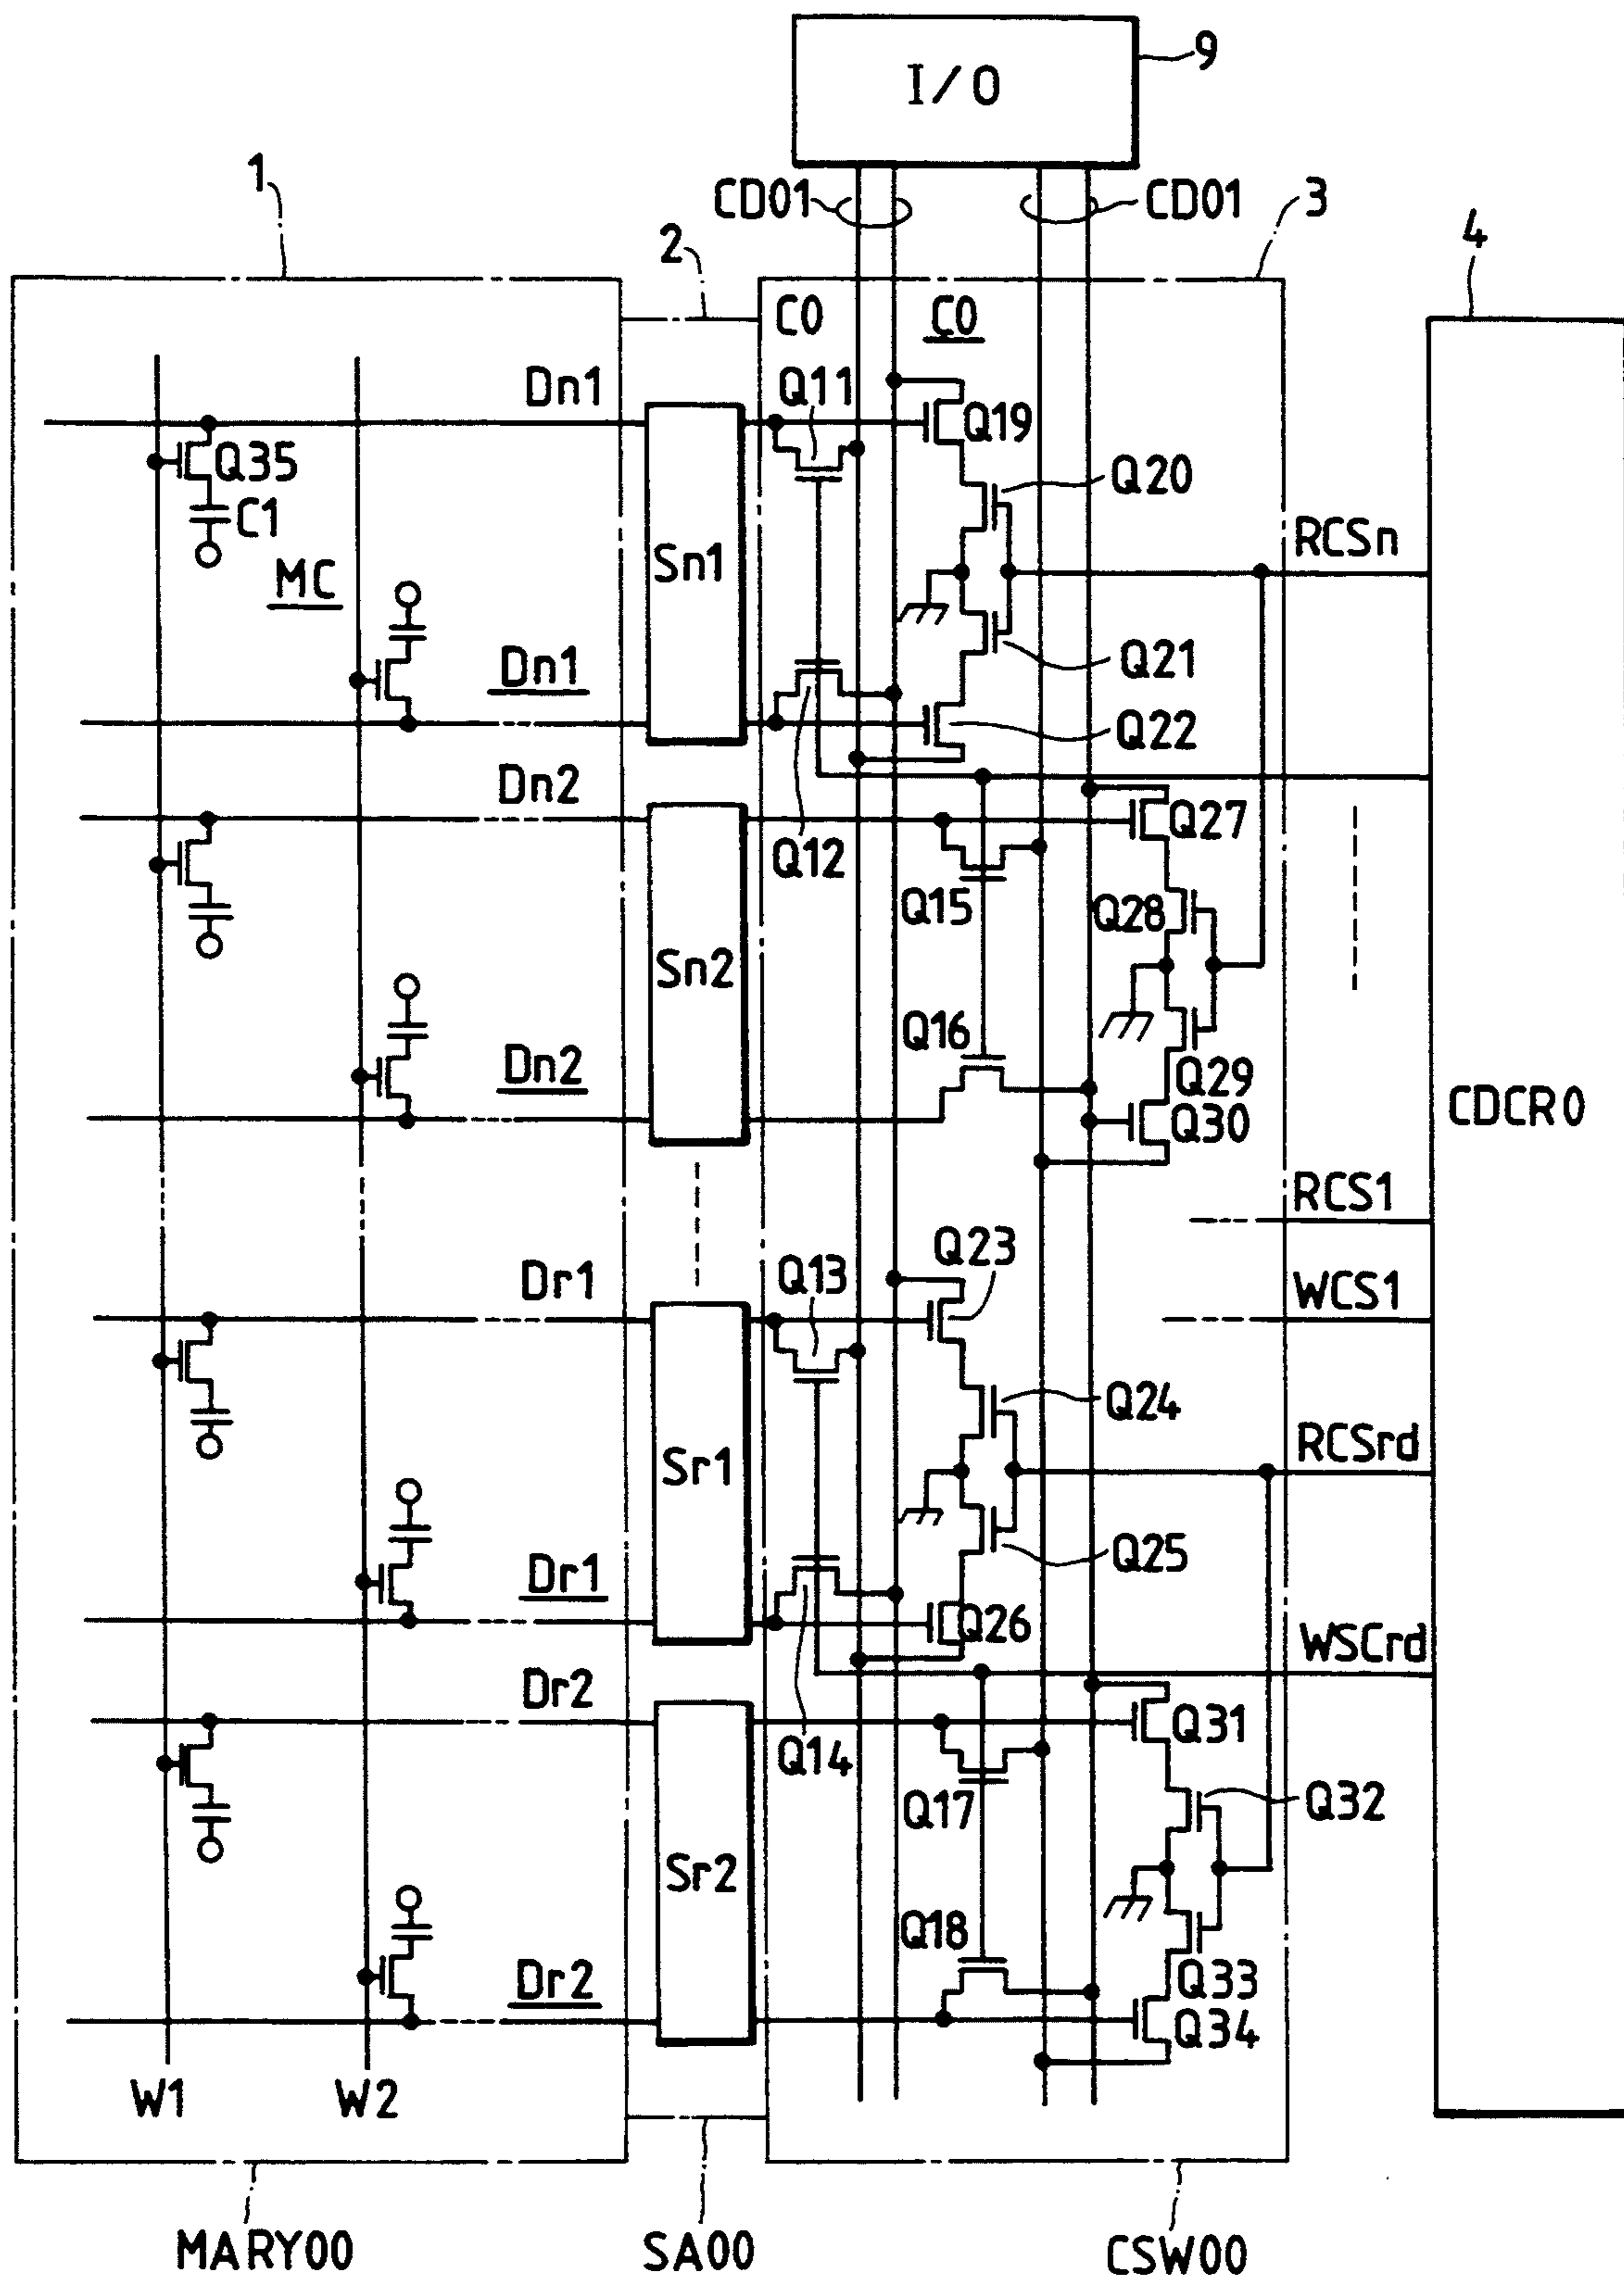 9
I/O
1
CD01
CD01
3
2
4
C0
C0
Dn1
Q11
Q19
Q35
Q20
C1
RCSn
Sn1
MC
Dn1
Q21
Q22
Dn2
Q27
Q12
Q15
Q28
Sn2
Q16
Dn2
Q29
Q30
CDCR0
RCS1
Q23
Dr1
Q13
WCS1
Q24
RCSrd
Sr1
Q25
Dr1
Q26
WSCrd
Dr2
Q31
Q14
Q17
Q32
Sr2
Q18
Dr2
Q33
Q34
W1
W2
MARY00
SA00
CSW00